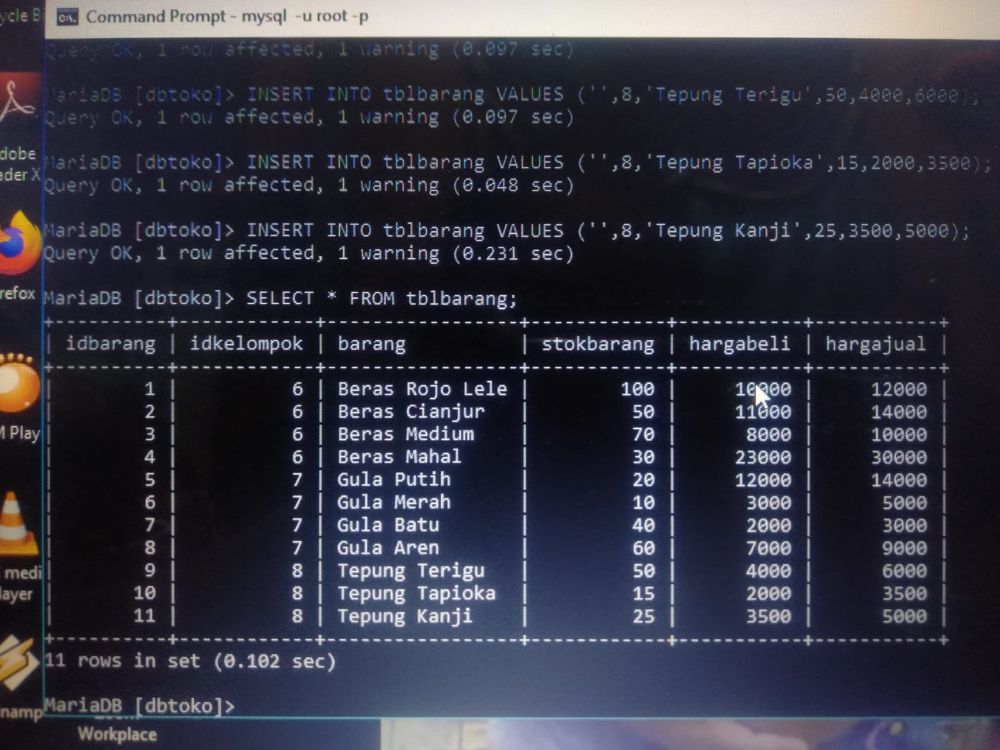 ycle B
Command Prompt - mysql -u root -p
Query OK, 1 row affected, 1 warning (0.097 sec)
MariaDB [dbtoko]> INSERT INTO tblbarang VALUES ('',8,'Tepung Terigu',50,4000,6000);
Query OK, 1 row affected, 1 warning (0.097 sec)
MariaDB [dbtoko]> INSERT INTO tblbarang VALUES ('',8,'Tepung Tapioka',15,2000,3500);
Query OK, 1 row affected, 1 warning (0.048 sec)
MariaDB [dbtoko]> INSERT INTO tblbarang VALUES ('',8,'Tepung Kanji',25,3500,5000);
Query OK, 1 row affected, 1 warning (0.231 sec)
MariaDB [dbtoko]> SELECT * FROM tblbarang;
+----------+------------+-----------------+------------+-----------+-----------+
| idbarang | idkelompok | barang | stokbarang | hargabeli | hargajual |
+----------+------------+-----------------+------------+-----------+-----------+
| 1 | 6 | Beras Rojo Lele | 100 | 10000 | 12000 |
| 2 | 6 | Beras Cianjur | 50 | 11000 | 14000 |
| 3 | 6 | Beras Medium | 70 | 8000 | 10000 |
| 4 | 6 | Beras Mahal | 30 | 23000 | 30000 |
| 5 | 7 | Gula Putih | 20 | 12000 | 14000 |
| 6 | 7 | Gula Merah | 10 | 3000 | 5000 |
| 7 | 7 | Gula Batu | 40 | 2000 | 3000 |
| 8 | 7 | Gula Aren | 60 | 7000 | 9000 |
| 9 | 8 | Tepung Terigu | 50 | 4000 | 6000 |
| 10 | 8 | Tepung Tapioka | 15 | 2000 | 3500 |
| 11 | 8 | Tepung Kanji | 25 | 3500 | 5000 |
+----------+------------+-----------------+------------+-----------+-----------+
11 rows in set (0.102 sec)
MariaDB [dbtoko]>
dobe
ader X
refox
M Play
medi
layer
namp
Workplace